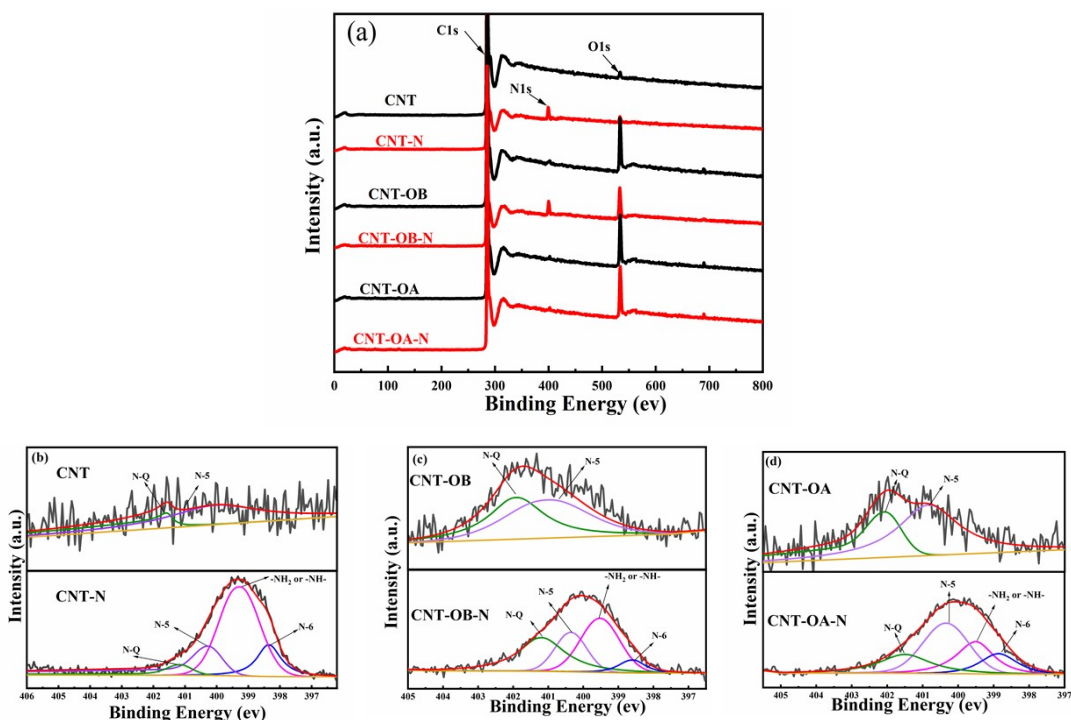 (a)
C1s
O1s
N1s
CNT
CNT-N
CNT-OB
CNT-OB-N
CNT-OA
CNT-OA-N
Intensity (a.u.)
0 100 200 300 400 500 600 700 800
Binding Energy (ev)
(b)
CNT
N-Q
N-5
CNT-N
-NH₂ or -NH-
N-5
N-6
N-Q
Intensity (a.u.)
406 405 404 403 402 401 400 399 398 397
Binding Energy (ev)
(c)
CNT-OB
N-Q
N-5
CNT-OB-N
-NH₂ or -NH-
N-5
N-Q
N-6
Intensity (a.u.)
405 404 403 402 401 400 399 398 397
Binding Energy (ev)
(d)
CNT-OA
N-Q
N-5
CNT-OA-N
N-5
-NH₂ or -NH-
N-Q
N-6
Intensity (a.u.)
405 404 403 402 401 400 399 398 397
Binding Energy (ev)